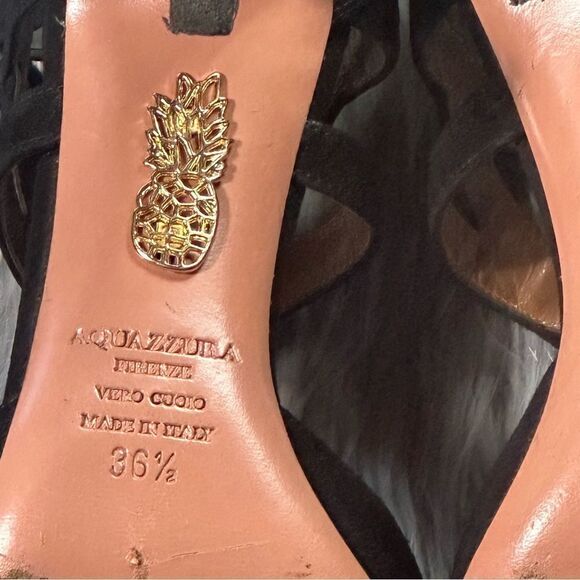 AQUAZZURA
FIRENZE
VERO CUOIO
MADE IN ITALY
36½